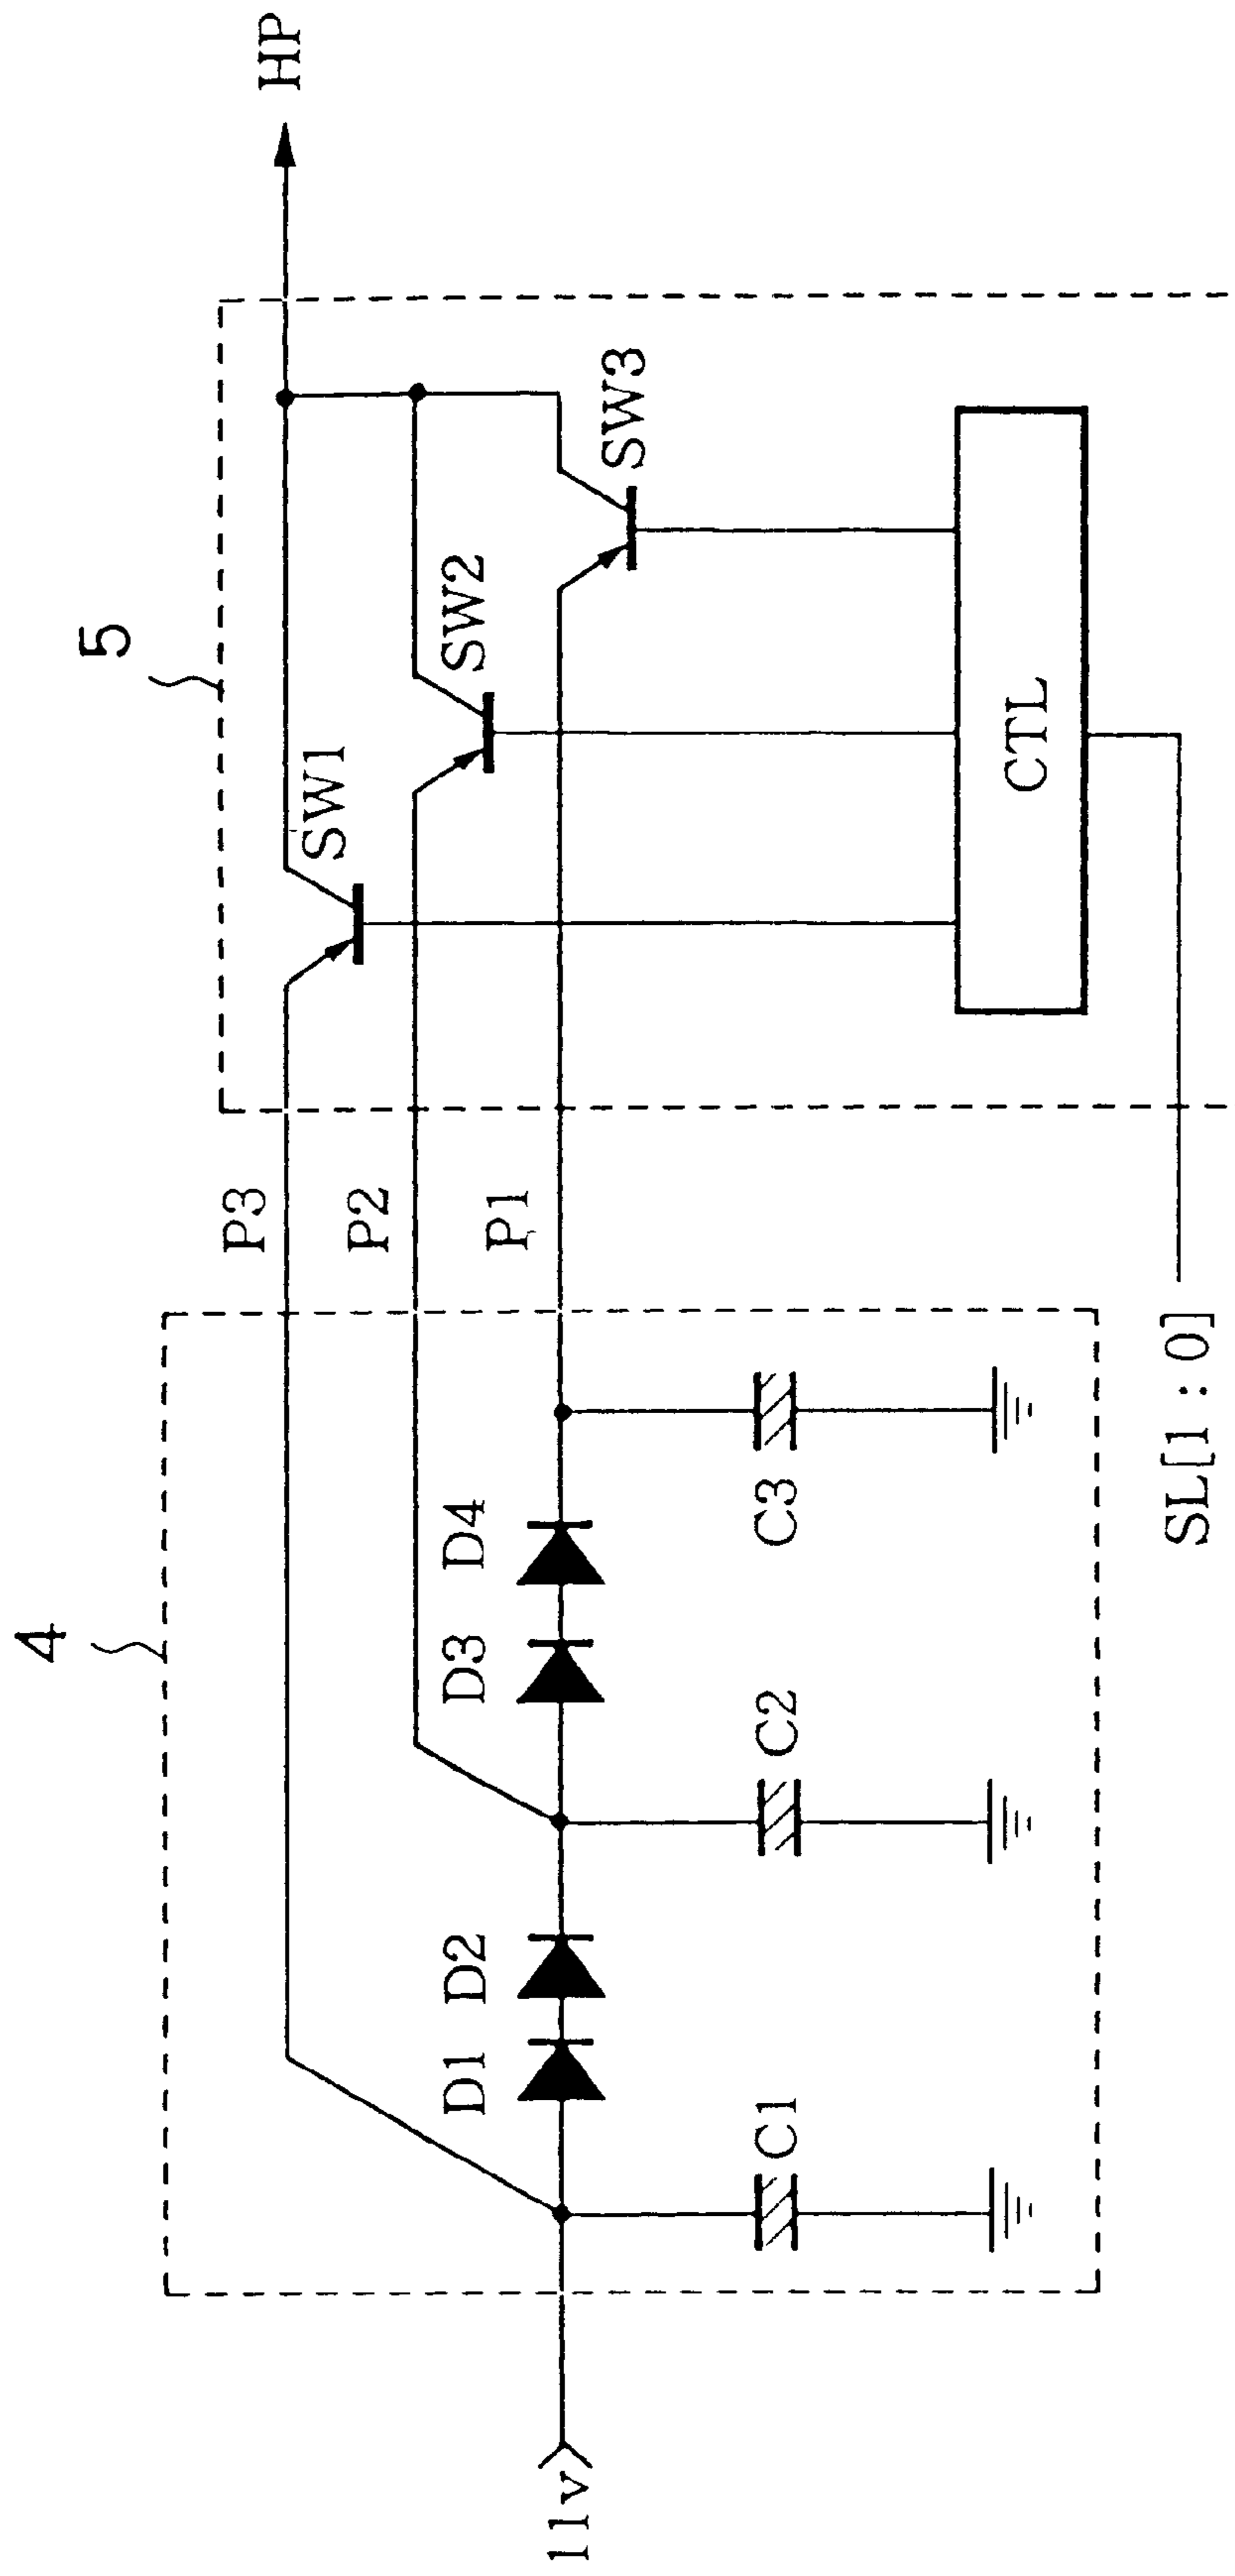 4
5
11v
D1
D2
D3
D4
C1
C2
C3
P3
P2
P1
SW1
SW2
SW3
CTL
SL[1 : 0]
HP